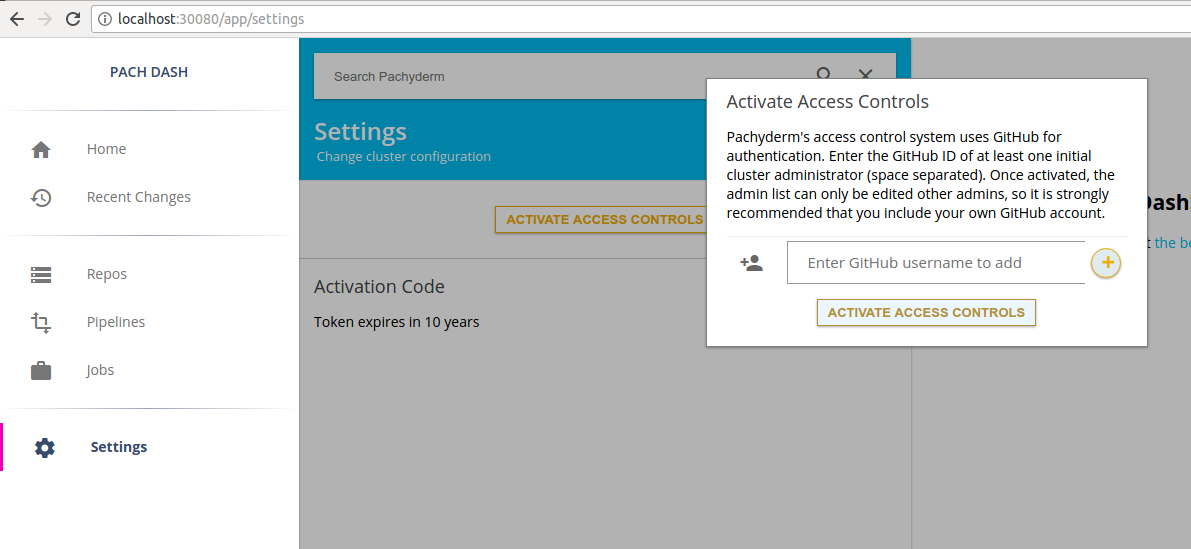 localhost:30080/app/settings
PACH DASH
Home
Recent Changes
Repos
Pipelines
Jobs
Settings
Search Pachyderm
Settings
Change cluster configuration
ACTIVATE ACCESS CONTROLS
Activation Code
Token expires in 10 years
Activate Access Controls
Pachyderm's access control system uses GitHub for
authentication. Enter the GitHub ID of at least one initial
cluster administrator (space separated). Once activated, the
admin list can only be edited other admins, so it is strongly
recommended that you include your own GitHub account.
Enter GitHub username to add
ACTIVATE ACCESS CONTROLS
the be